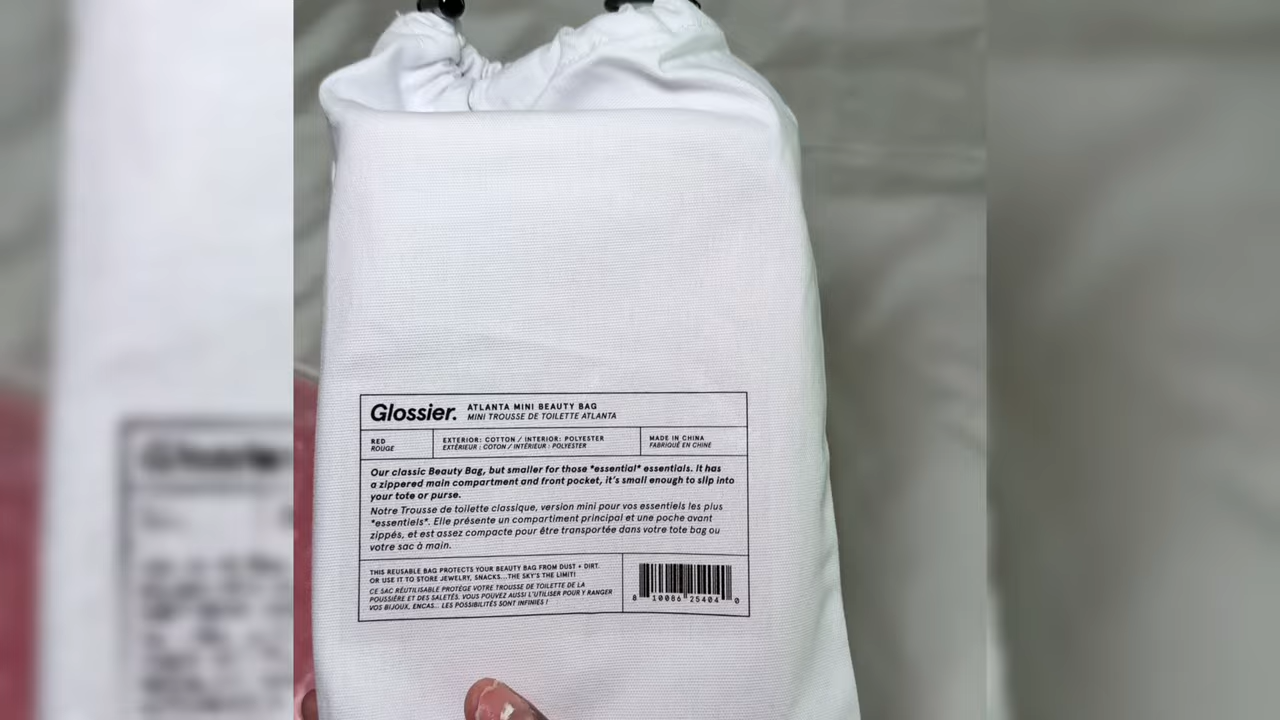 Glossier.
ATLANTA MINI BEAUTY BAG
MINI TROUSSE DE TOILETTE ATLANTA
RED
ROUGE
EXTERIOR: COTTON / INTERIOR: POLYESTER
EXTÉRIEUR : COTON / INTÉRIEUR : POLYESTER
MADE IN CHINA
FABRIQUÉ EN CHINE
Our classic Beauty Bag, but smaller for those *essential* essentials. It has
a zippered main compartment and front pocket, it's small enough to slip into
your tote or purse.
Notre Trousse de toilette classique, version mini pour vos essentiels les plus
*essentiels*. Elle présente un compartiment principal et une poche avant
zippés, et est assez compacte pour être transportée dans votre tote bag ou
votre sac à main.
THIS REUSABLE BAG PROTECTS YOUR BEAUTY BAG FROM DUST + DIRT.
OR USE IT TO STORE JEWELRY, SNACKS...THE SKY'S THE LIMIT!
CE SAC RÉUTILISABLE PROTÈGE VOTRE TROUSSE DE TOILETTE DE LA
POUSSIÈRE ET DES SALETÉS. VOUS POUVEZ AUSSI L'UTILISER POUR Y RANGER
VOS BIJOUX, ENCAS... LES POSSIBILITÉS SONT INFINIES !
8 10086 25404 0